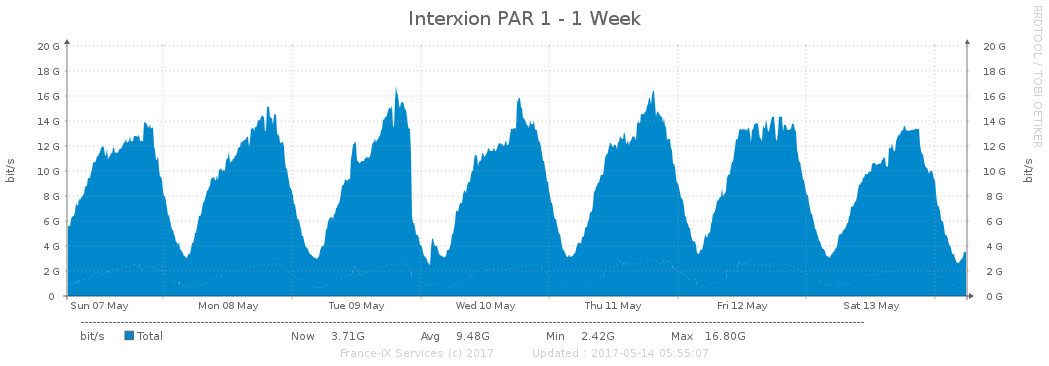 Interxion PAR 1 - 1 Week
RRDTOOL / TOBI OETIKER
20 G 20 G
18 G 18 G
16 G 16 G
14 G 14 G
12 G 12 G
10 G 10 G
8 G 8 G
6 G 6 G
4 G 4 G
2 G 2 G
0 0 G
bit/s bit/s
Sun 07 May Mon 08 May Tue 09 May Wed 10 May Thu 11 May Fri 12 May Sat 13 May
bit/s Total Now 3.71G Avg 9.48G Min 2.42G Max 16.80G
France-IX Services (c) 2017 Updated : 2017-05-14 05:55:07